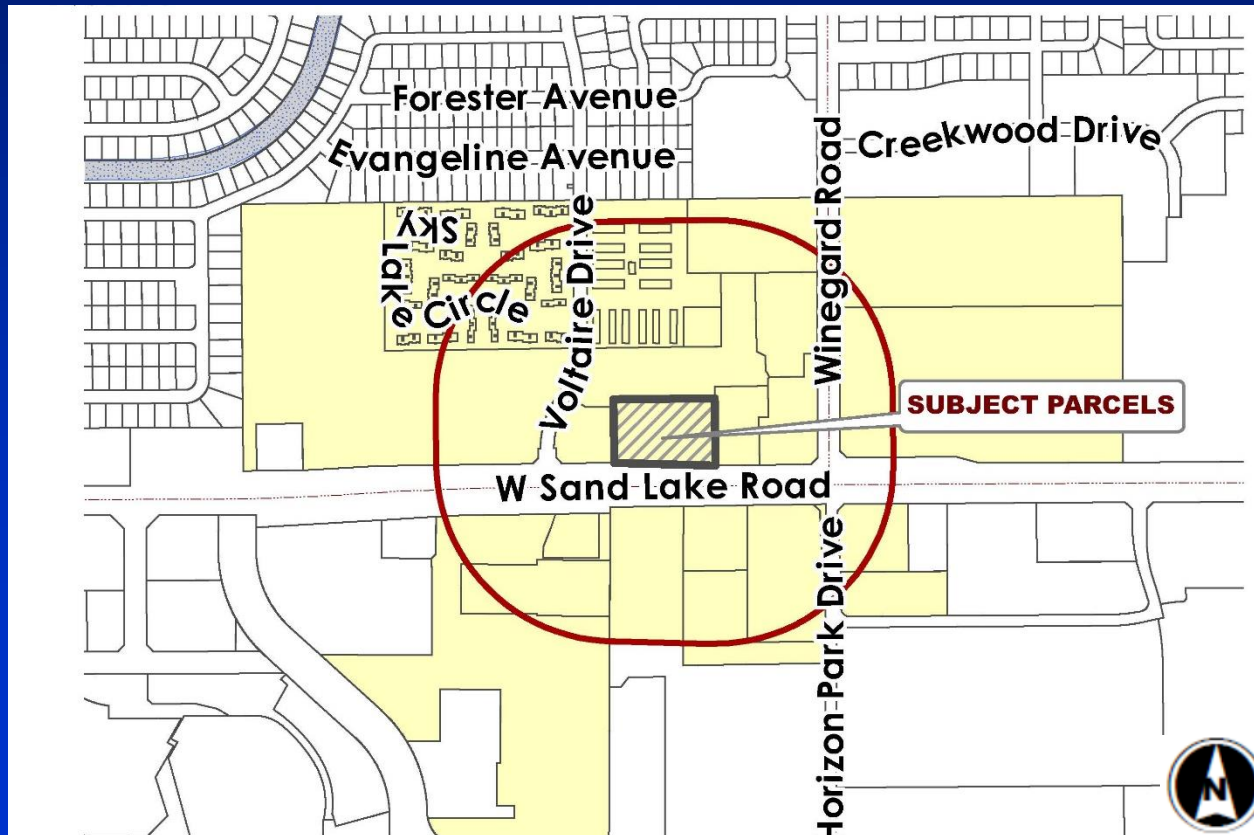 Forester Avenue
Evangeline Avenue
Creekwood Drive
Sky Lake Circle
Voltaire Drive
Winegard Road
SUBJECT PARCELS
W Sand Lake Road
Horizon Park Drive
N